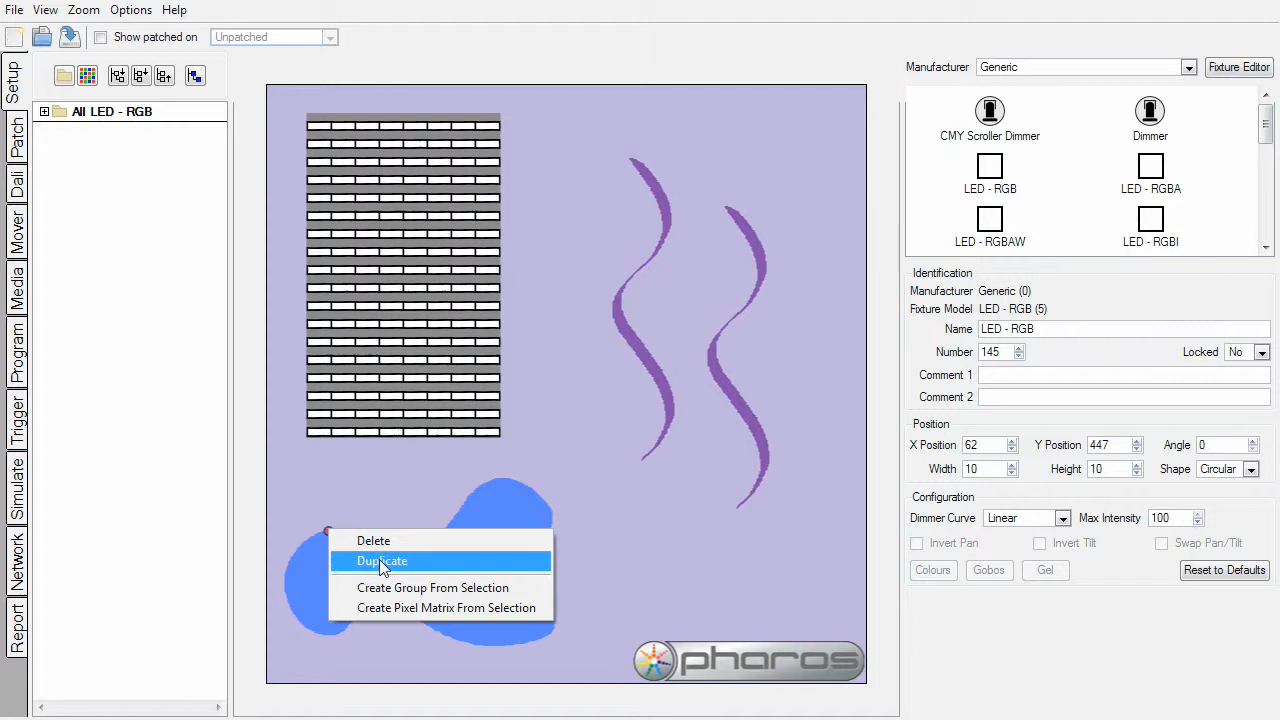 File View Zoom Options Help
Show patched on Unpatched
Setup
Patch
Dali
Mover
Media
Program
Trigger
Simulate
Network
Report
All LED - RGB
Delete
Duplicate
Create Group From Selection
Create Pixel Matrix From Selection
pharos
Manufacturer Generic Fixture Editor
CMY Scroller Dimmer Dimmer
LED - RGB LED - RGBA
LED - RGBAW LED - RGBI
Identification
Manufacturer Generic (0)
Fixture Model LED - RGB (5)
Name LED - RGB
Number 145 Locked No
Comment 1
Comment 2
Position
X Position 62 Y Position 447 Angle 0
Width 10 Height 10 Shape Circular
Configuration
Dimmer Curve Linear Max Intensity 100
Invert Pan Invert Tilt Swap Pan/Tilt
Colours Gobos Gel Reset to Defaults